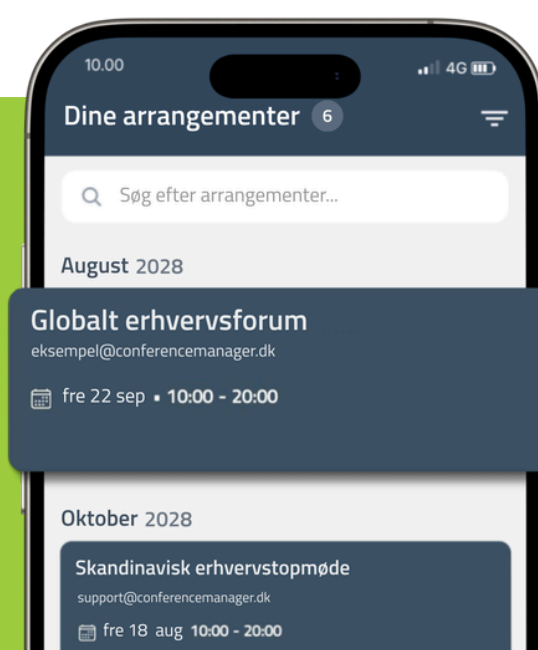 10.00
4G
Dine arrangementer 6
Søg efter arrangementer...
August 2028
Globalt erhvervsforum
eksempel@conferencemanager.dk
fre 22 sep • 10:00 - 20:00
Oktober 2028
Skandinavisk erhvervstopmøde
support@conferencemanager.dk
fre 18 aug 10:00 - 20:00